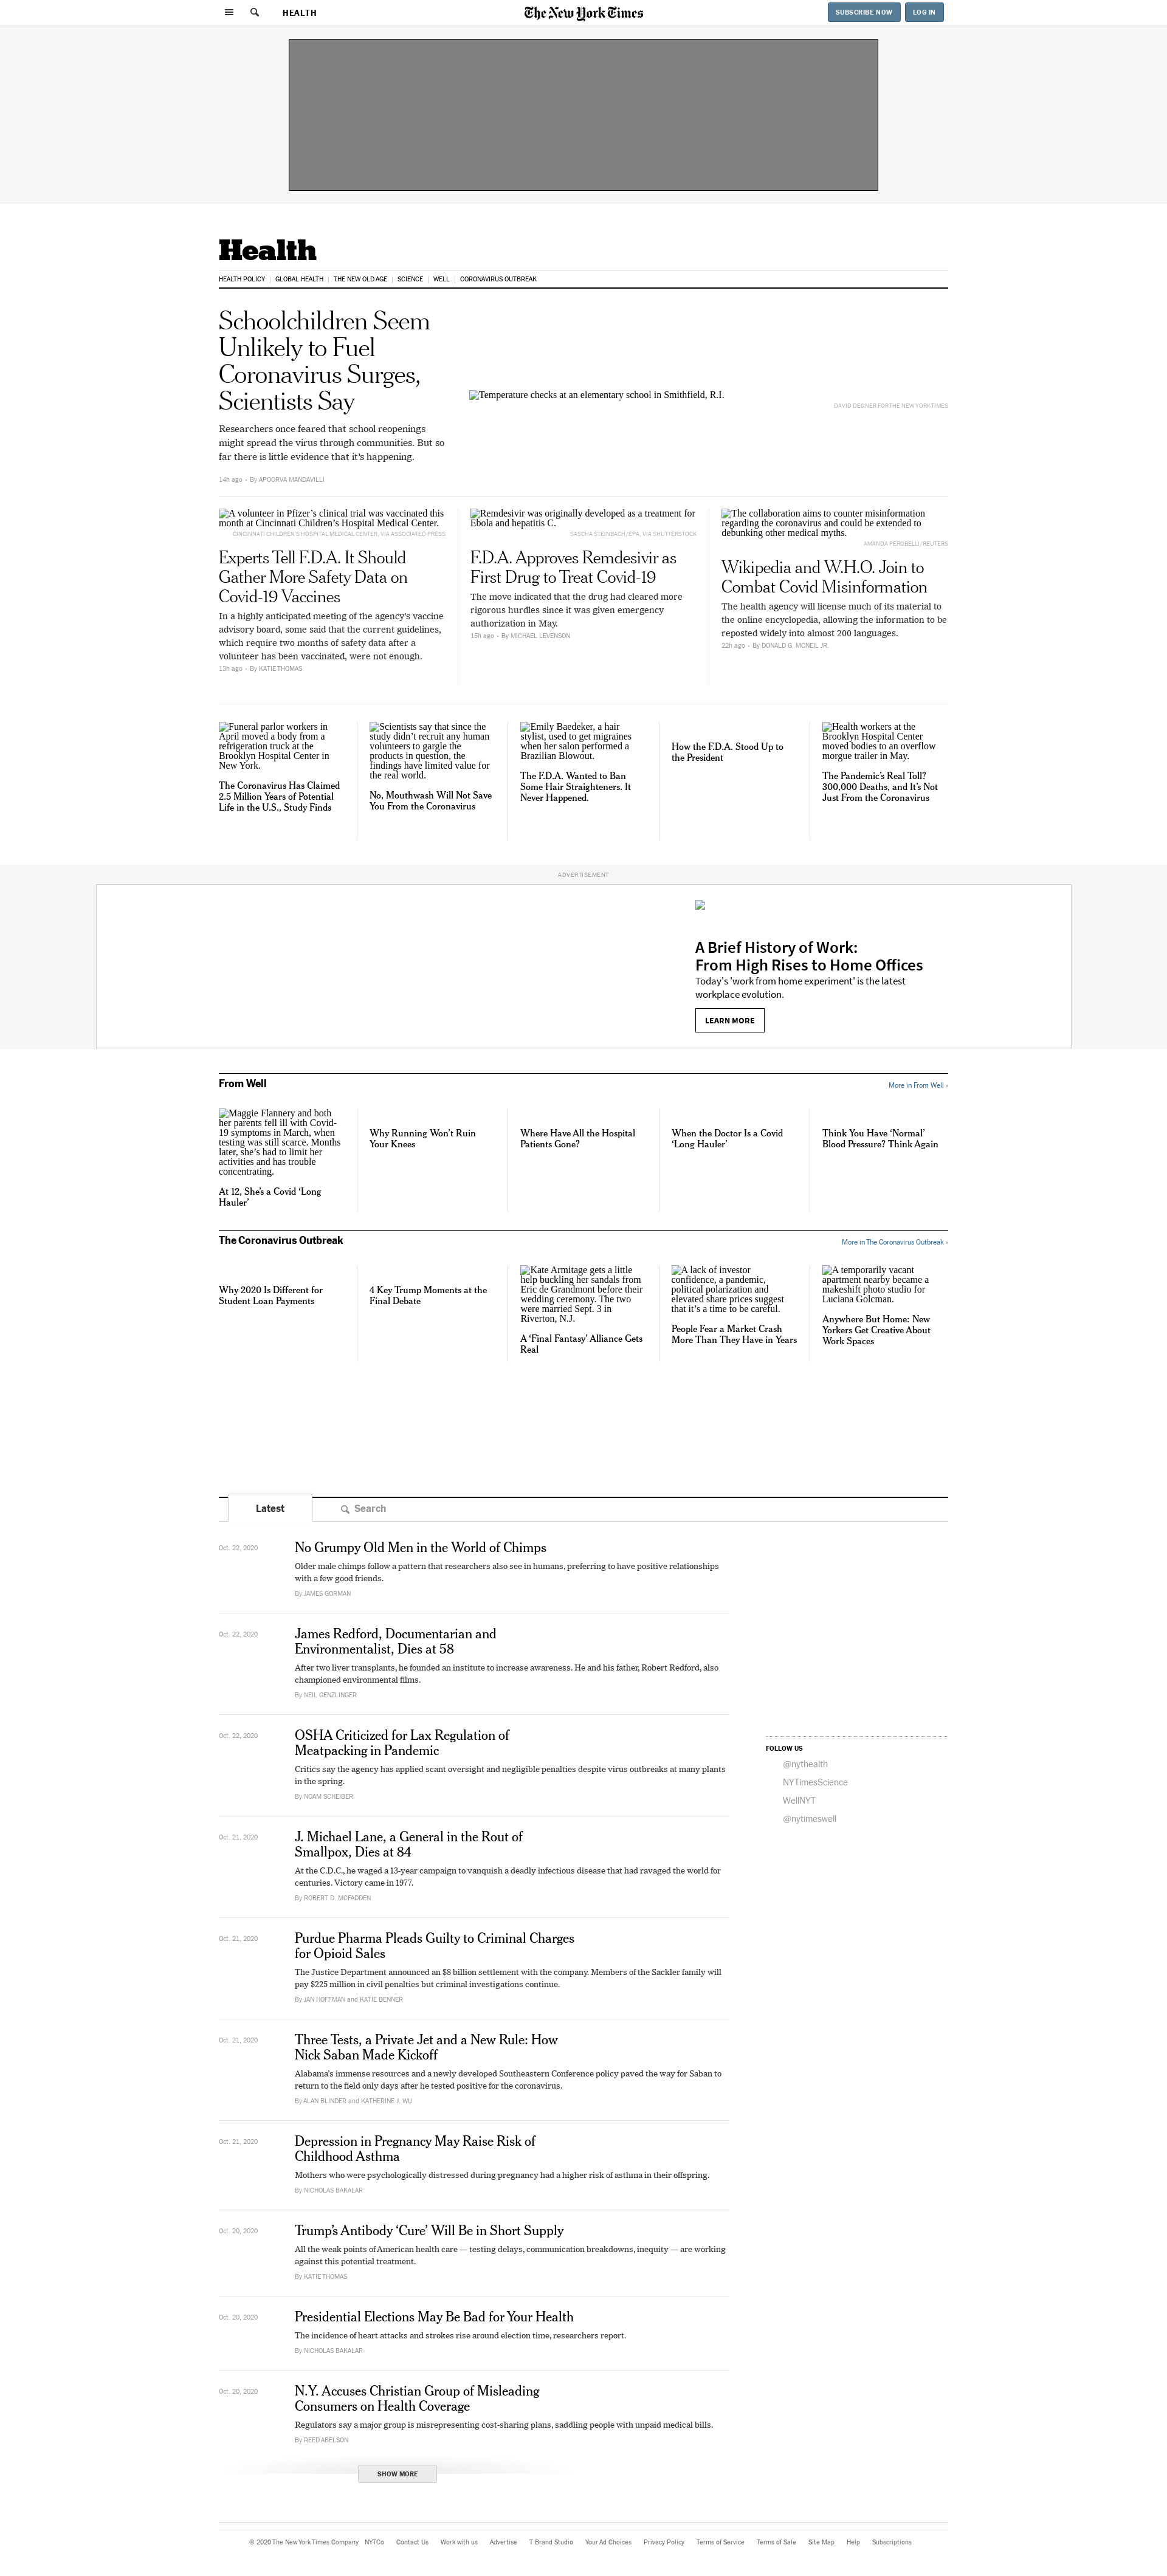 HEALTH
The New York Times
SUBSCRIBE NOW
LOG IN
Health
HEALTH POLICY
GLOBAL HEALTH
THE NEW OLD AGE
SCIENCE
WELL
CORONAVIRUS OUTBREAK
Schoolchildren Seem
Unlikely to Fuel
Coronavirus Surges,
Scientists Say
Researchers once feared that school reopenings
might spread the virus through communities. But so
far there is little evidence that it's happening.
14h ago • By APOORVA MANDAVILLI
Temperature checks at an elementary school in Smithfield, R.I.
DAVID DEGNER FOR THE NEW YORK TIMES
A volunteer in Pfizer's clinical trial was vaccinated this
month at Cincinnati Children's Hospital Medical Center.
CINCINNATI CHILDREN'S HOSPITAL MEDICAL CENTER, VIA ASSOCIATED PRESS
Experts Tell F.D.A. It Should
Gather More Safety Data on
Covid-19 Vaccines
In a highly anticipated meeting of the agency's vaccine
advisory board, some said that the current guidelines,
which require two months of safety data after a
volunteer has been vaccinated, were not enough.
13h ago • By KATIE THOMAS
Remdesivir was originally developed as a treatment for
Ebola and hepatitis C.
SASCHA STEINBACH/EPA, VIA SHUTTERSTOCK
F.D.A. Approves Remdesivir as
First Drug to Treat Covid-19
The move indicated that the drug had cleared more
rigorous hurdles since it was given emergency
authorization in May.
15h ago • By MICHAEL LEVENSON
The collaboration aims to counter misinformation
regarding the coronavirus and could be extended to
debunking other medical myths.
AMANDA PEROBELLI/REUTERS
Wikipedia and W.H.O. Join to
Combat Covid Misinformation
The health agency will license much of its material to
the online encyclopedia, allowing the information to be
reposted widely into almost 200 languages.
22h ago • By DONALD G. MCNEIL JR.
Funeral parlor workers in
April moved a body from a
refrigeration truck at the
Brooklyn Hospital Center in
New York.
The Coronavirus Has Claimed
2.5 Million Years of Potential
Life in the U.S., Study Finds
Scientists say that since the
study didn't recruit any human
volunteers to gargle the
products in question, the
findings have limited value for
the real world.
No, Mouthwash Will Not Save
You From the Coronavirus
Emily Baedeker, a hair
stylist, used to get migraines
when her salon performed a
Brazilian Blowout.
The F.D.A. Wanted to Ban
Some Hair Straighteners. It
Never Happened.
How the F.D.A. Stood Up to
the President
Health workers at the
Brooklyn Hospital Center
moved bodies to an overflow
morgue trailer in May.
The Pandemic's Real Toll?
300,000 Deaths, and It's Not
Just From the Coronavirus
ADVERTISEMENT
A Brief History of Work:
From High Rises to Home Offices
Today's 'work from home experiment' is the latest
workplace evolution.
LEARN MORE
From Well
More in From Well ›
Maggie Flannery and both
her parents fell ill with Covid-
19 symptoms in March, when
testing was still scarce. Months
later, she's had to limit her
activities and has trouble
concentrating.
At 12, She's a Covid 'Long
Hauler'
Why Running Won't Ruin
Your Knees
Where Have All the Hospital
Patients Gone?
When the Doctor Is a Covid
'Long Hauler'
Think You Have 'Normal'
Blood Pressure? Think Again
The Coronavirus Outbreak
More in The Coronavirus Outbreak ›
Why 2020 Is Different for
Student Loan Payments
4 Key Trump Moments at the
Final Debate
Kate Armitage gets a little
help buckling her sandals from
Eric de Grandmont before their
wedding ceremony. The two
were married Sept. 3 in
Riverton, N.J.
A 'Final Fantasy' Alliance Gets
Real
A lack of investor
confidence, a pandemic,
political polarization and
elevated share prices suggest
that it's a time to be careful.
People Fear a Market Crash
More Than They Have in Years
A temporarily vacant
apartment nearby became a
makeshift photo studio for
Luciana Golcman.
Anywhere But Home: New
Yorkers Get Creative About
Work Spaces
Latest
Search
Oct. 22, 2020
No Grumpy Old Men in the World of Chimps
Older male chimps follow a pattern that researchers also see in humans, preferring to have positive relationships
with a few good friends.
By JAMES GORMAN
Oct. 22, 2020
James Redford, Documentarian and
Environmentalist, Dies at 58
After two liver transplants, he founded an institute to increase awareness. He and his father, Robert Redford, also
championed environmental films.
By NEIL GENZLINGER
Oct. 22, 2020
OSHA Criticized for Lax Regulation of
Meatpacking in Pandemic
Critics say the agency has applied scant oversight and negligible penalties despite virus outbreaks at many plants
in the spring.
By NOAM SCHEIBER
Oct. 21, 2020
J. Michael Lane, a General in the Rout of
Smallpox, Dies at 84
At the C.D.C., he waged a 13-year campaign to vanquish a deadly infectious disease that had ravaged the world for
centuries. Victory came in 1977.
By ROBERT D. MCFADDEN
Oct. 21, 2020
Purdue Pharma Pleads Guilty to Criminal Charges
for Opioid Sales
The Justice Department announced an $8 billion settlement with the company. Members of the Sackler family will
pay $225 million in civil penalties but criminal investigations continue.
By JAN HOFFMAN and KATIE BENNER
Oct. 21, 2020
Three Tests, a Private Jet and a New Rule: How
Nick Saban Made Kickoff
Alabama's immense resources and a newly developed Southeastern Conference policy paved the way for Saban to
return to the field only days after he tested positive for the coronavirus.
By ALAN BLINDER and KATHERINE J. WU
Oct. 21, 2020
Depression in Pregnancy May Raise Risk of
Childhood Asthma
Mothers who were psychologically distressed during pregnancy had a higher risk of asthma in their offspring.
By NICHOLAS BAKALAR
Oct. 20, 2020
Trump's Antibody 'Cure' Will Be in Short Supply
All the weak points of American health care — testing delays, communication breakdowns, inequity — are working
against this potential treatment.
By KATIE THOMAS
Oct. 20, 2020
Presidential Elections May Be Bad for Your Health
The incidence of heart attacks and strokes rise around election time, researchers report.
By NICHOLAS BAKALAR
Oct. 20, 2020
N.Y. Accuses Christian Group of Misleading
Consumers on Health Coverage
Regulators say a major group is misrepresenting cost-sharing plans, saddling people with unpaid medical bills.
By REED ABELSON
SHOW MORE
FOLLOW US
@nythealth
NYTimesScience
WellNYT
@nytimeswell
© 2020 The New York Times Company
NYTCo
Contact Us
Work with us
Advertise
T Brand Studio
Your Ad Choices
Privacy Policy
Terms of Service
Terms of Sale
Site Map
Help
Subscriptions